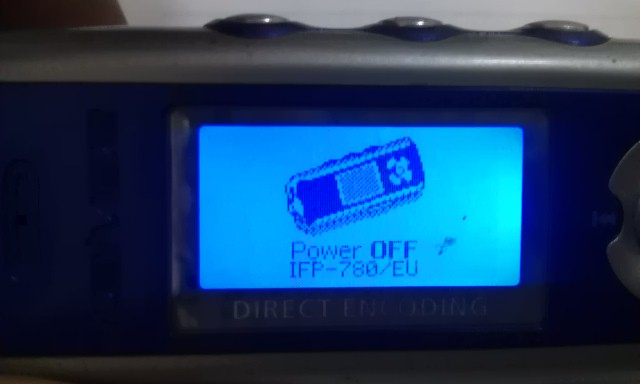 Power OFF
IFP-780/EU
DIRECT ENCODING